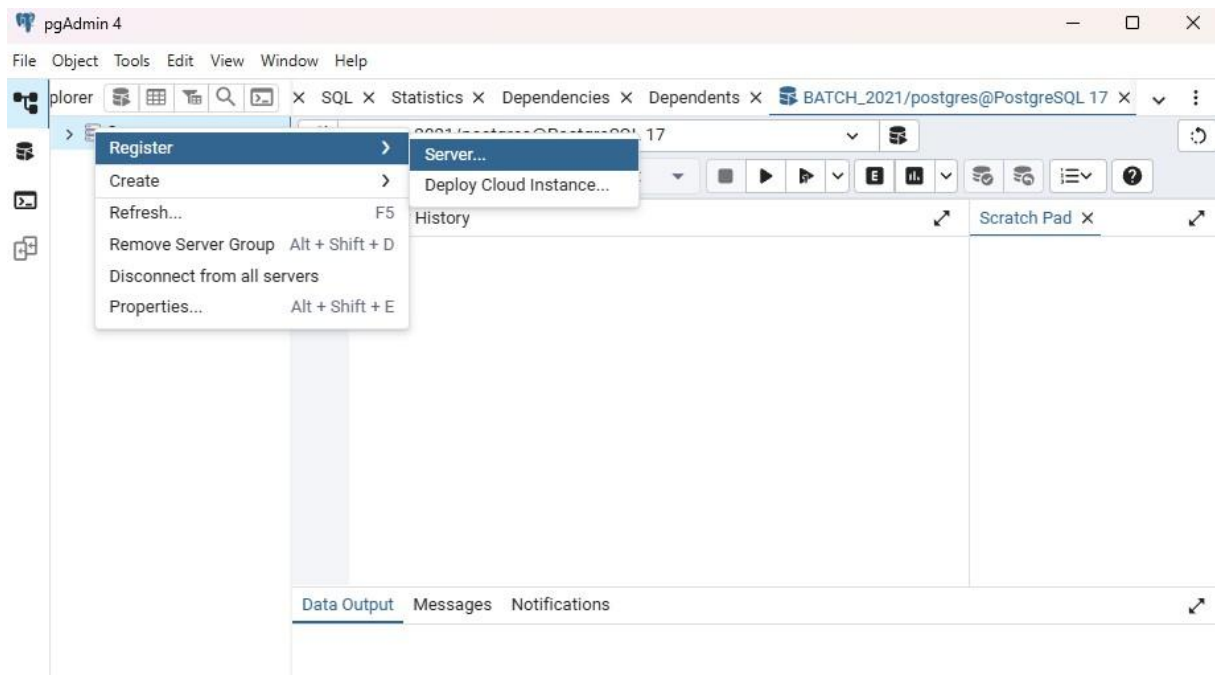 pgAdmin 4
File Object Tools Edit View Window Help
plorer SQL Statistics Dependencies Dependents BATCH_2021/postgres@PostgreSQL 17
17
Register
Server...
Create
Deploy Cloud Instance...
Refresh... F5
History
Scratch Pad
Remove Server Group Alt + Shift + D
Disconnect from all servers
Properties... Alt + Shift + E
Data Output Messages Notifications